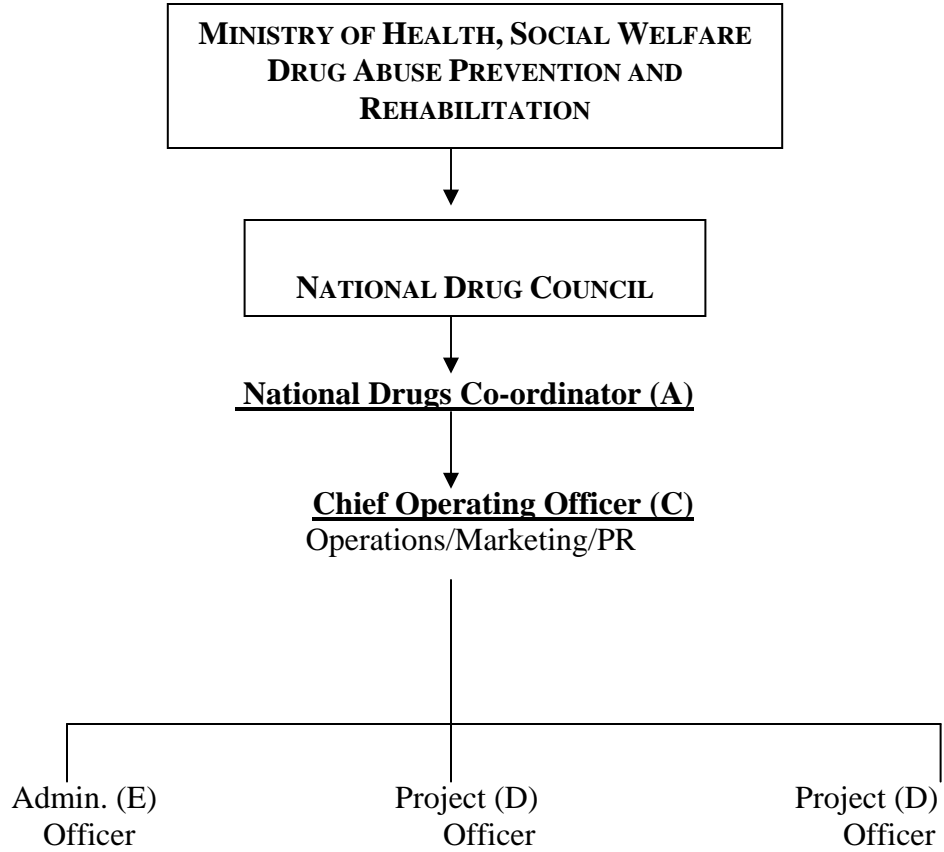 MINISTRY OF HEALTH, SOCIAL WELFARE
DRUG ABUSE PREVENTION AND
REHABILITATION
NATIONAL DRUG COUNCIL
National Drugs Co-ordinator (A)
Chief Operating Officer (C)
Operations/Marketing/PR
Admin. (E)
Officer
Project (D)
Officer
Project (D)
Officer